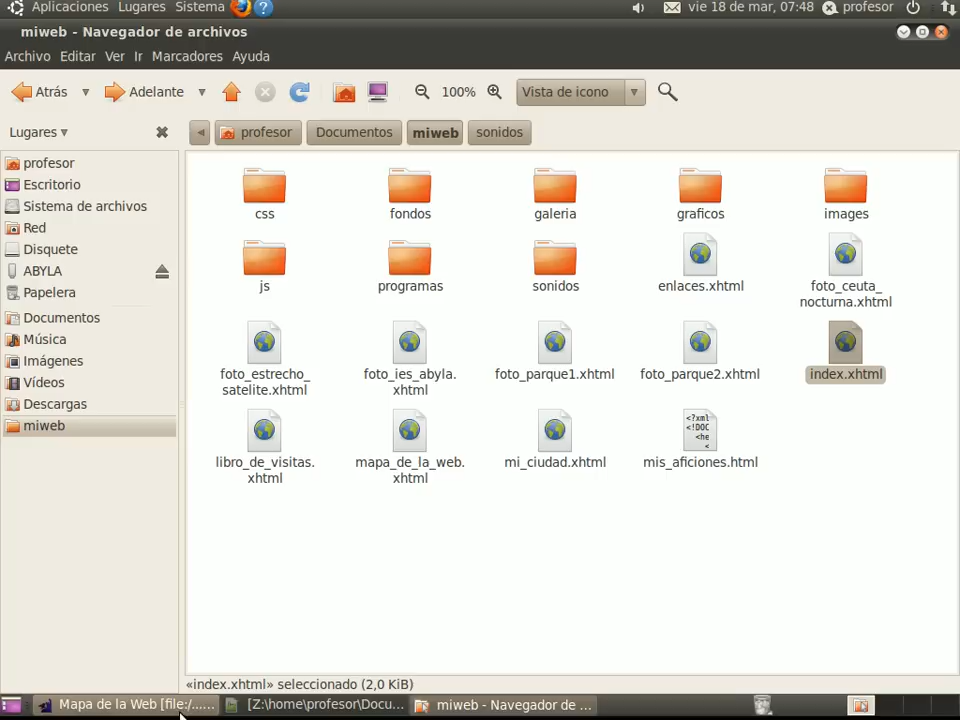 Aplicaciones Lugares Sistema ? vie 18 de mar, 07:48 profesor
miweb - Navegador de archivos
Archivo Editar Ver Ir Marcadores Ayuda
Atrás Adelante 100% Vista de icono
Lugares profesor Documentos miweb sonidos
profesor
Escritorio
Sistema de archivos
Red
Disquete
ABYLA
Papelera
Documentos
Música
Imágenes
Vídeos
Descargas
miweb
css fondos galeria graficos images
js programas sonidos enlaces.xhtml foto_ceuta_
nocturna.xhtml
foto_estrecho_ foto_ies_abyla. foto_parque1.xhtml foto_parque2.xhtml index.xhtml
satelite.xhtml xhtml
<?xml
<!DOC
<he
<
libro_de_visitas. mapa_de_la_web. mi_ciudad.xhtml mis_aficiones.html
xhtml xhtml
«index.xhtml» seleccionado (2,0 KiB)
Mapa de la Web [file:/...... [Z:\home\profesor\Docu... miweb - Navegador de ...